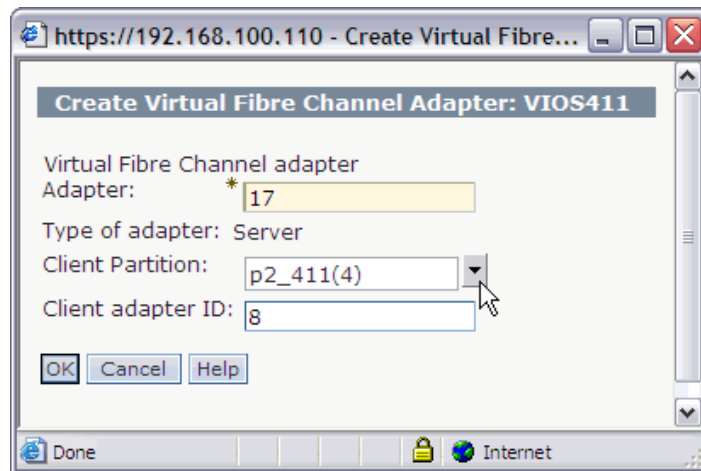 https://192.168.100.110 - Create Virtual Fibre...
Create Virtual Fibre Channel Adapter: VIOS411
Virtual Fibre Channel adapter
Adapter: * 17
Type of adapter: Server
Client Partition: p2_411(4)
Client adapter ID: 8
OK Cancel Help
Done Internet